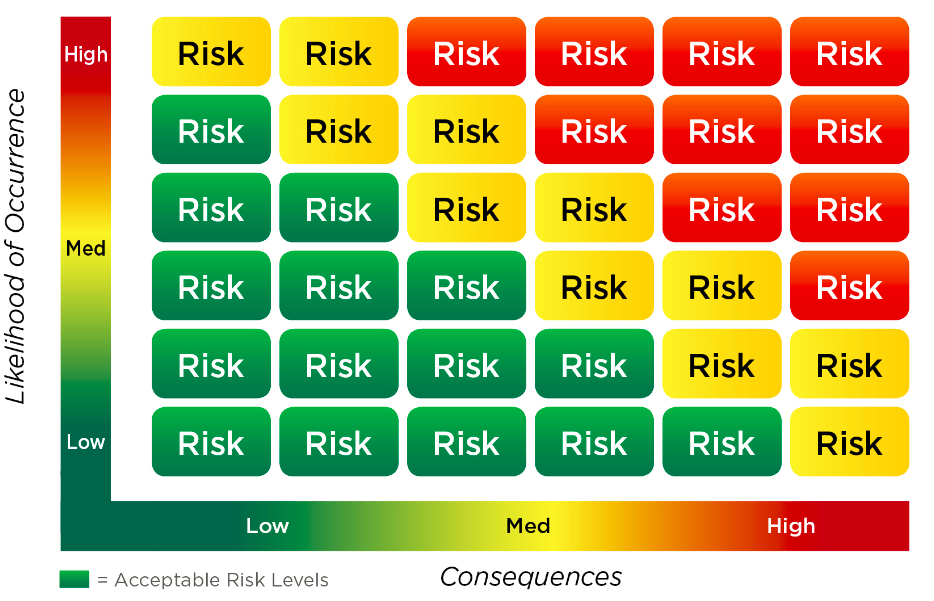 Likelihood of Occurrence
High
Risk Risk Risk Risk Risk Risk
Risk Risk Risk Risk Risk Risk
Risk Risk Risk Risk Risk Risk
Med
Risk Risk Risk Risk Risk Risk
Risk Risk Risk Risk Risk Risk
Low
Risk Risk Risk Risk Risk Risk
Low Med High
= Acceptable Risk Levels
Consequences